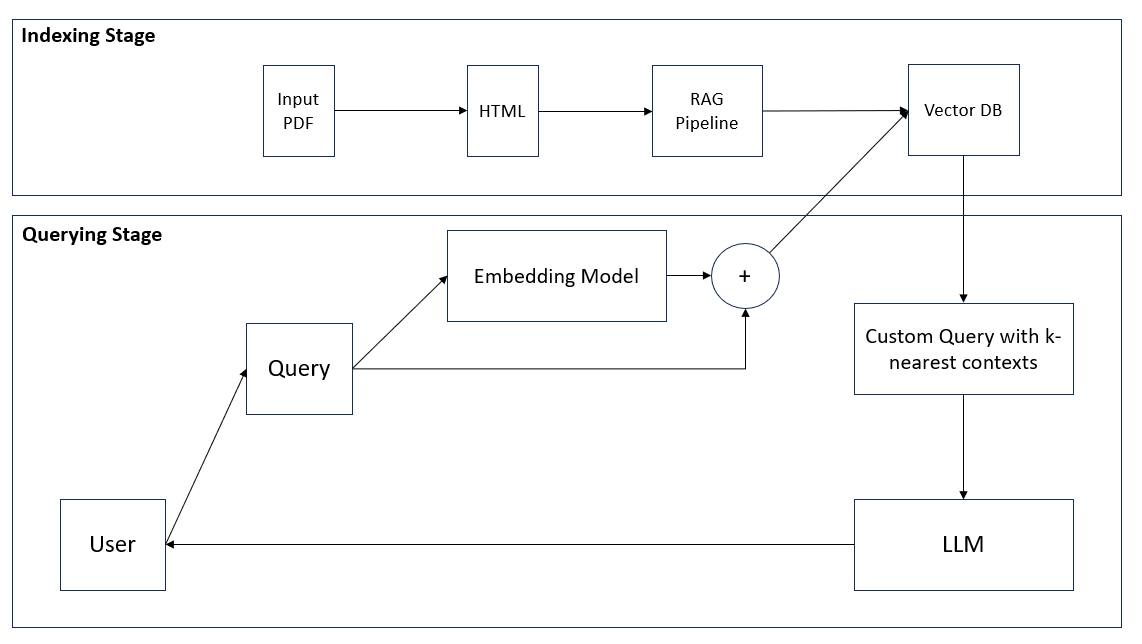 Indexing Stage
Input
PDF
HTML
RAG
Pipeline
Vector DB
Querying Stage
Embedding Model
+
Query
Custom Query with k-
nearest contexts
User
LLM